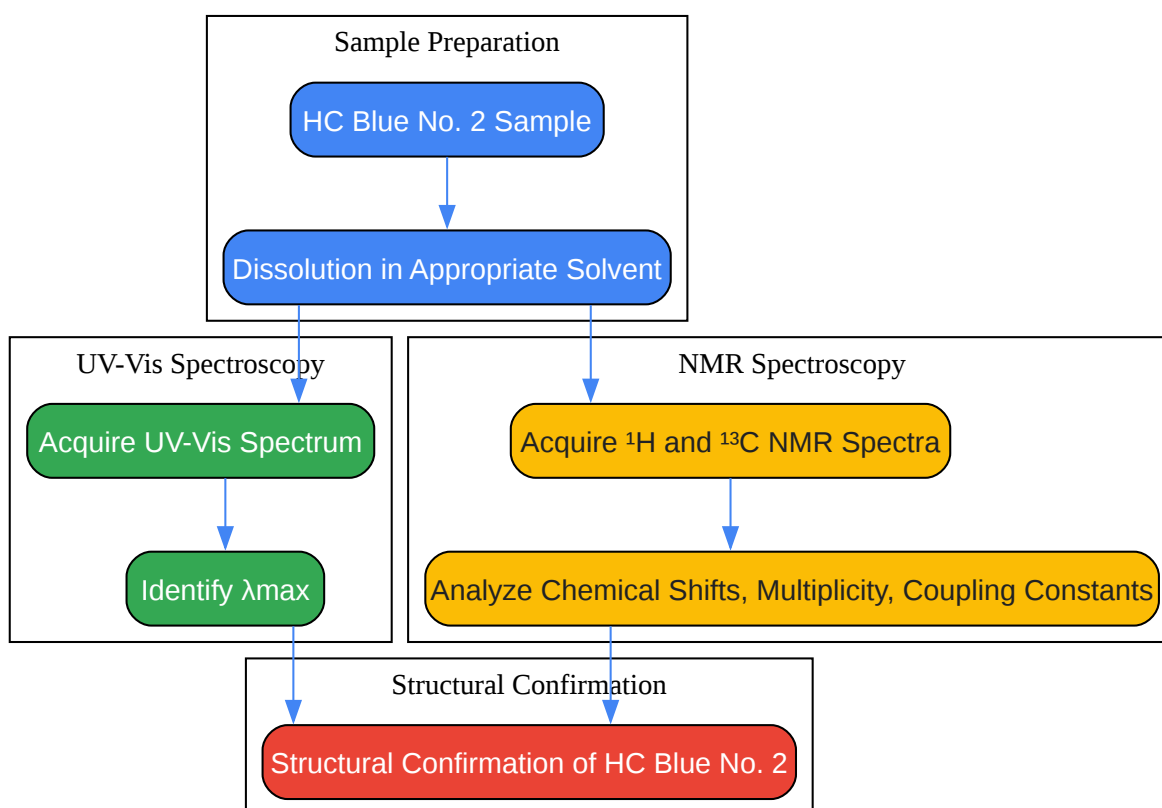 Sample Preparation
HC Blue No. 2 Sample
Dissolution in Appropriate Solvent
UV-Vis Spectroscopy
Acquire UV-Vis Spectrum
Identify λmax
NMR Spectroscopy
Acquire ¹H and ¹³C NMR Spectra
Analyze Chemical Shifts, Multiplicity, Coupling Constants
Structural Confirmation
Structural Confirmation of HC Blue No. 2